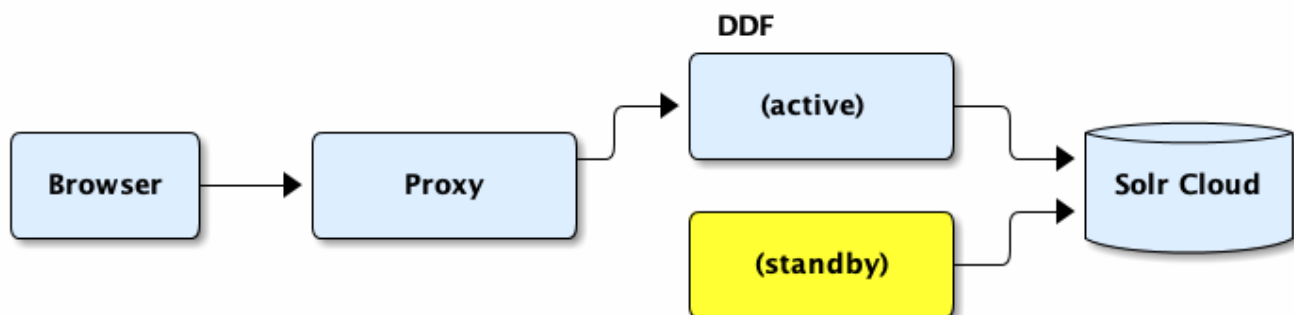 DDF
(active)
Browser
Proxy
Solr Cloud
(standby)